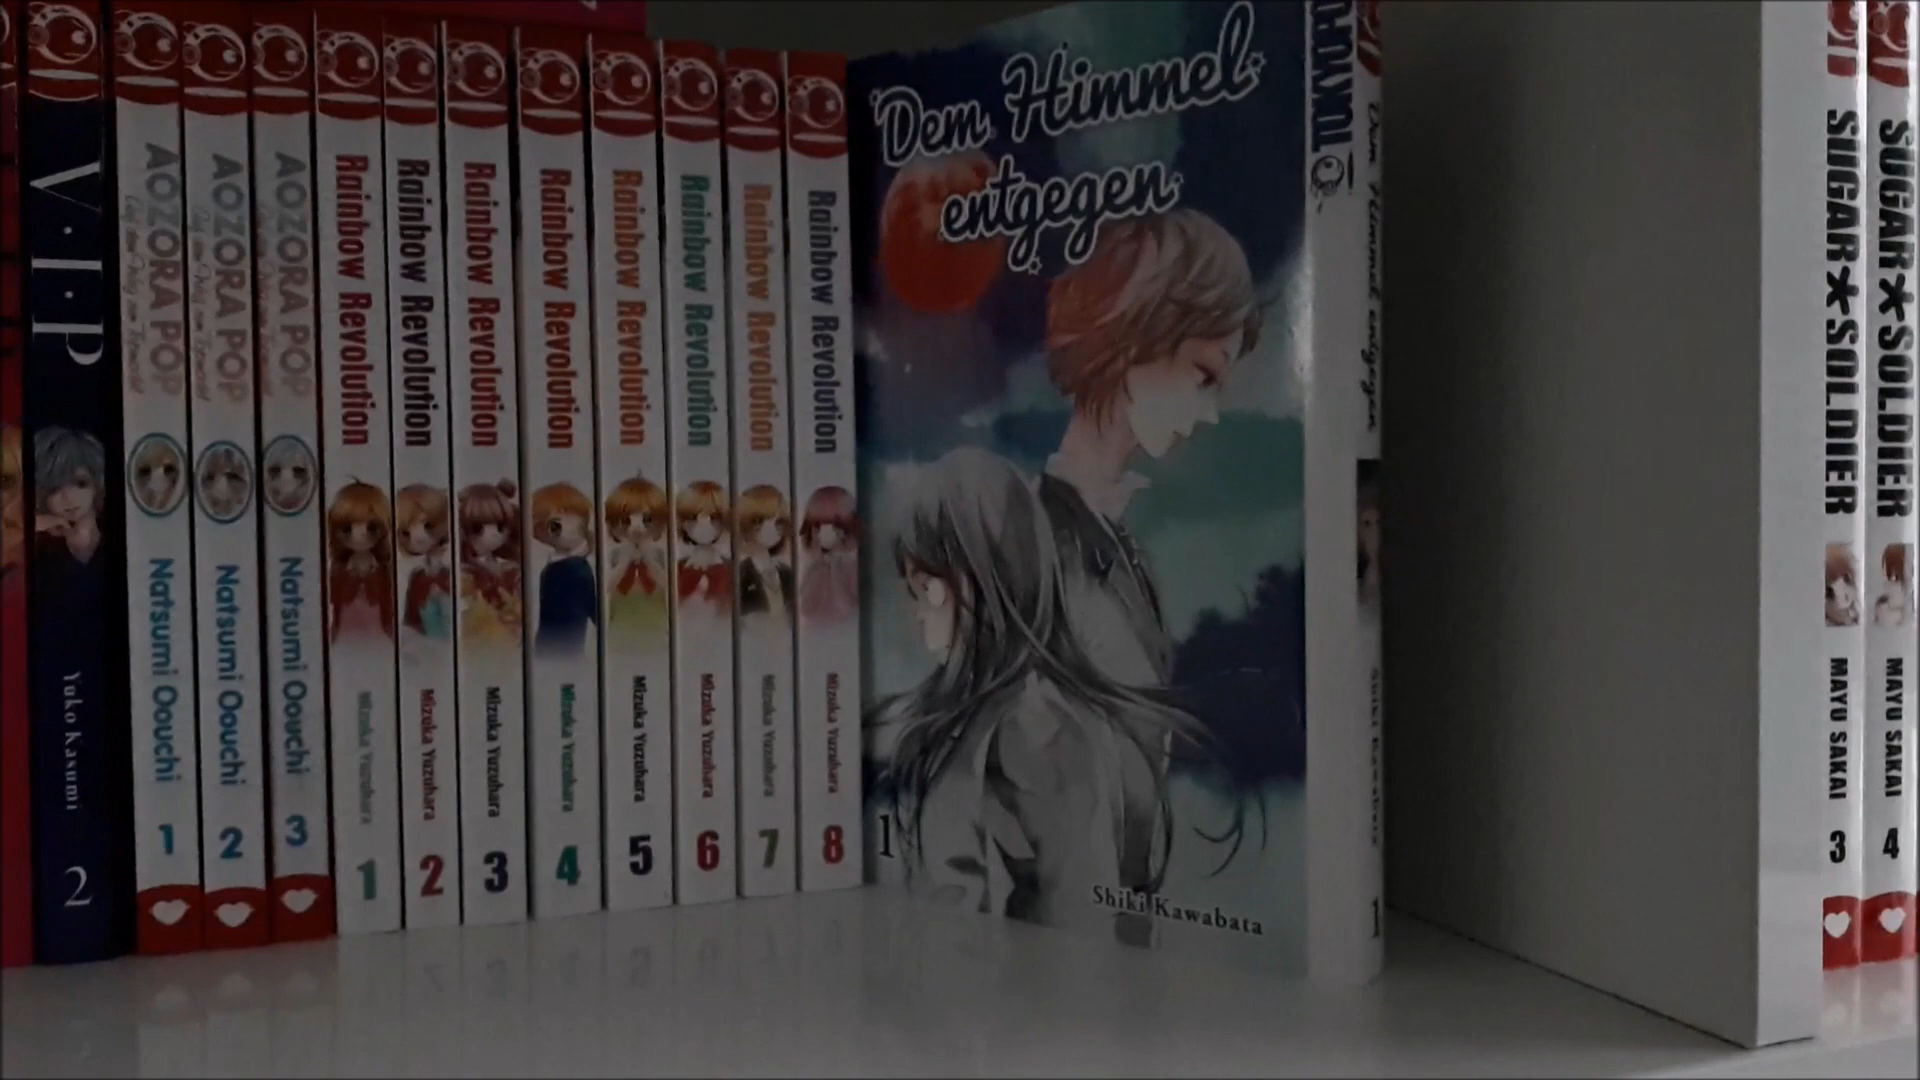 V.I.P
Yuko Kasumi
2
AOZORA POP
Natsumi Oouchi
1
AOZORA POP
Natsumi Oouchi
2
AOZORA POP
Natsumi Oouchi
3
Rainbow Revolution
Mizuka Yuzuhara
1
Rainbow Revolution
Mizuka Yuzuhara
2
Rainbow Revolution
Mizuka Yuzuhara
3
Rainbow Revolution
Mizuka Yuzuhara
4
Rainbow Revolution
Mizuka Yuzuhara
5
Rainbow Revolution
Mizuka Yuzuhara
6
Rainbow Revolution
Mizuka Yuzuhara
7
Rainbow Revolution
Mizuka Yuzuhara
8
Dem Himmel
entgegen
1
Shiki Kawabata
TOKYOPOP
Dem Himmel entgegen
Shiki Kawabata
1
SUGAR*SOLDIER
MAYU SAKAI
3
SUGAR*SOLDIER
MAYU SAKAI
4